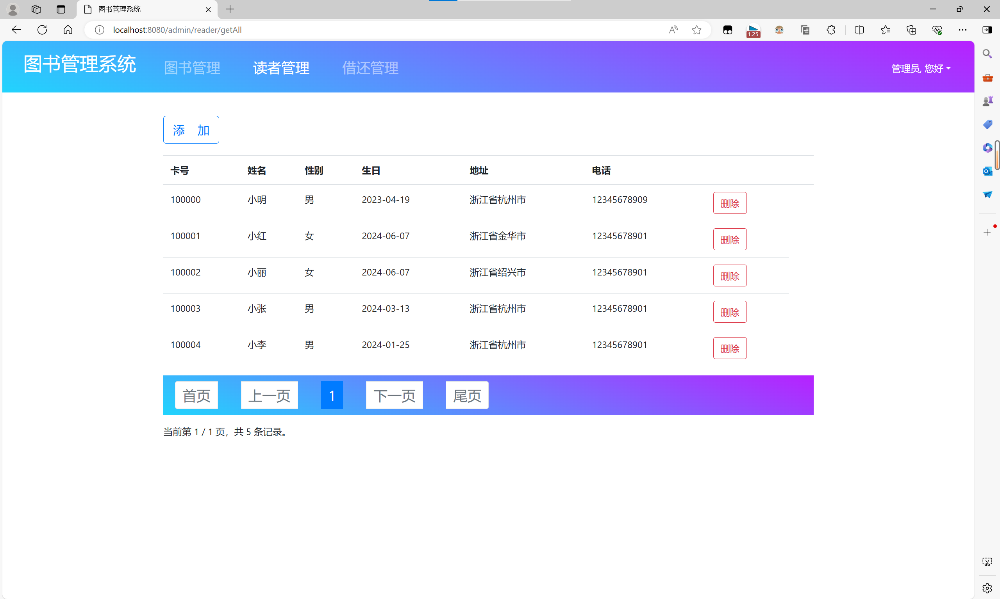 图书管理系统
localhost:8080/admin/reader/getAll
1.25
图书管理系统 图书管理 读者管理 借还管理 管理员, 您好
添 加
卡号 姓名 性别 生日 地址 电话
100000 小明 男 2023-04-19 浙江省杭州市 12345678909 删除
100001 小红 女 2024-06-07 浙江省金华市 12345678901 删除
100002 小丽 女 2024-06-07 浙江省绍兴市 12345678901 删除
100003 小张 男 2024-03-13 浙江省杭州市 12345678901 删除
100004 小李 男 2024-01-25 浙江省杭州市 12345678901 删除
首页 上一页 1 下一页 尾页
当前第 1 / 1 页，共 5 条记录。